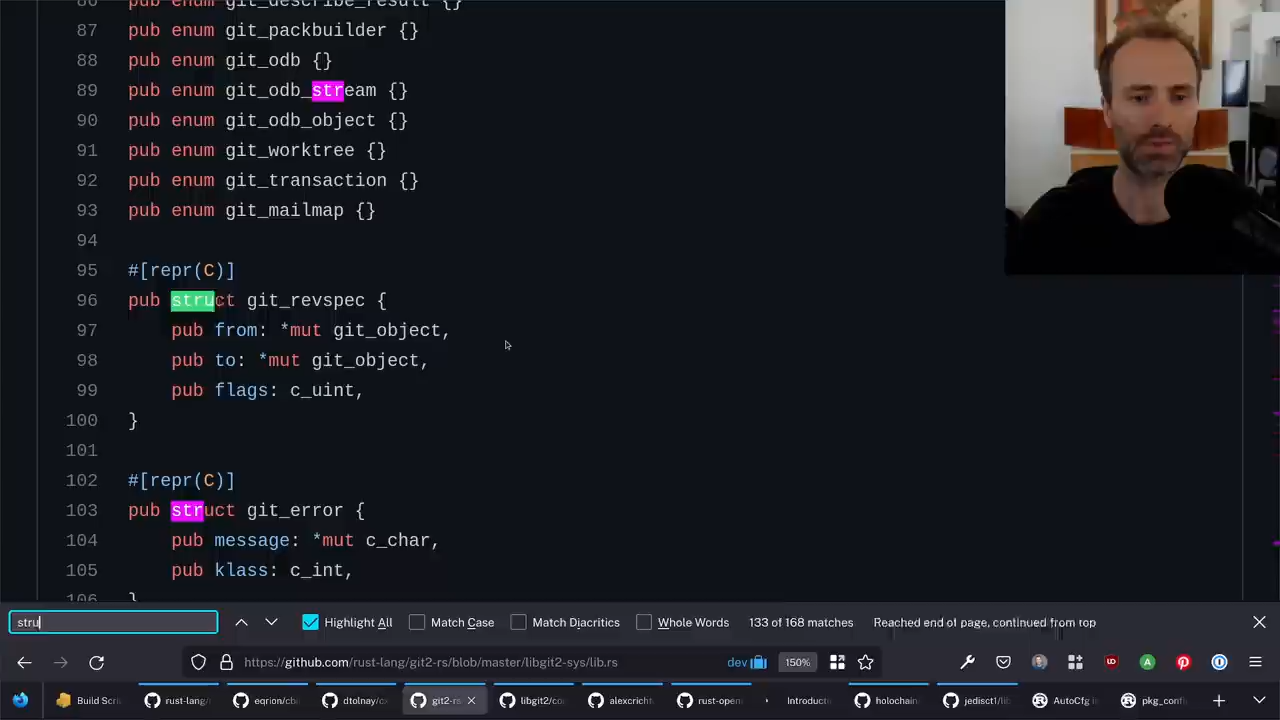 86 pub enum git_describe_result {}
87 pub enum git_packbuilder {}
88 pub enum git_odb {}
89 pub enum git_odb_stream {}
90 pub enum git_odb_object {}
91 pub enum git_worktree {}
92 pub enum git_transaction {}
93 pub enum git_mailmap {}
94
95 #[repr(C)]
96 pub struct git_revspec {
97 pub from: *mut git_object,
98 pub to: *mut git_object,
99 pub flags: c_uint,
100 }
101
102 #[repr(C)]
103 pub struct git_error {
104 pub message: *mut c_char,
105 pub klass: c_int,
106 }
stru Highlight All Match Case Match Diacritics Whole Words 133 of 168 matches Reached end of page, continued from top
https://github.com/rust-lang/git2-rs/blob/master/libgit2-sys/lib.rs dev 150%
Build Scri rust-lang/ eqrion/cbi dtolnay/cx git2-rs libgit2/co alexcricht rust-open Introducti holochain jedisct1/lib AutoCfg is pkg_confi